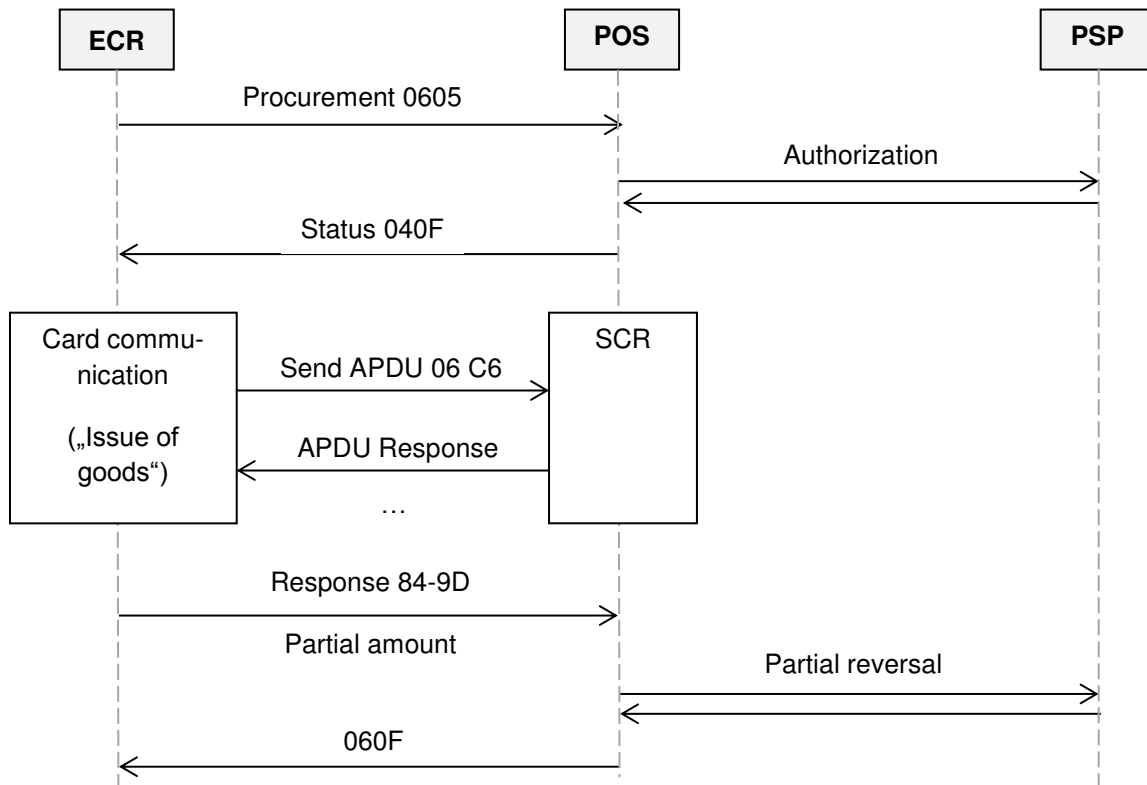 ECR
POS
PSP
Procurement 0605
Authorization
Status 040F
Card commu-
nication
(„Issue of
goods“)
SCR
Send APDU 06 C6
APDU Response
…
Response 84-9D
Partial amount
Partial reversal
060F